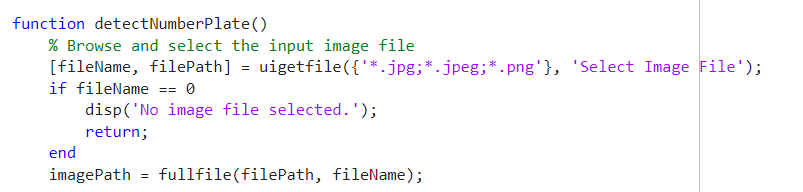 function detectNumberPlate()
% Browse and select the input image file
[fileName, filePath] = uigetfile({'*.jpg;*.jpeg;*.png'}, 'Select Image File');
if fileName == 0
disp('No image file selected.');
return;
end
imagePath = fullfile(filePath, fileName);